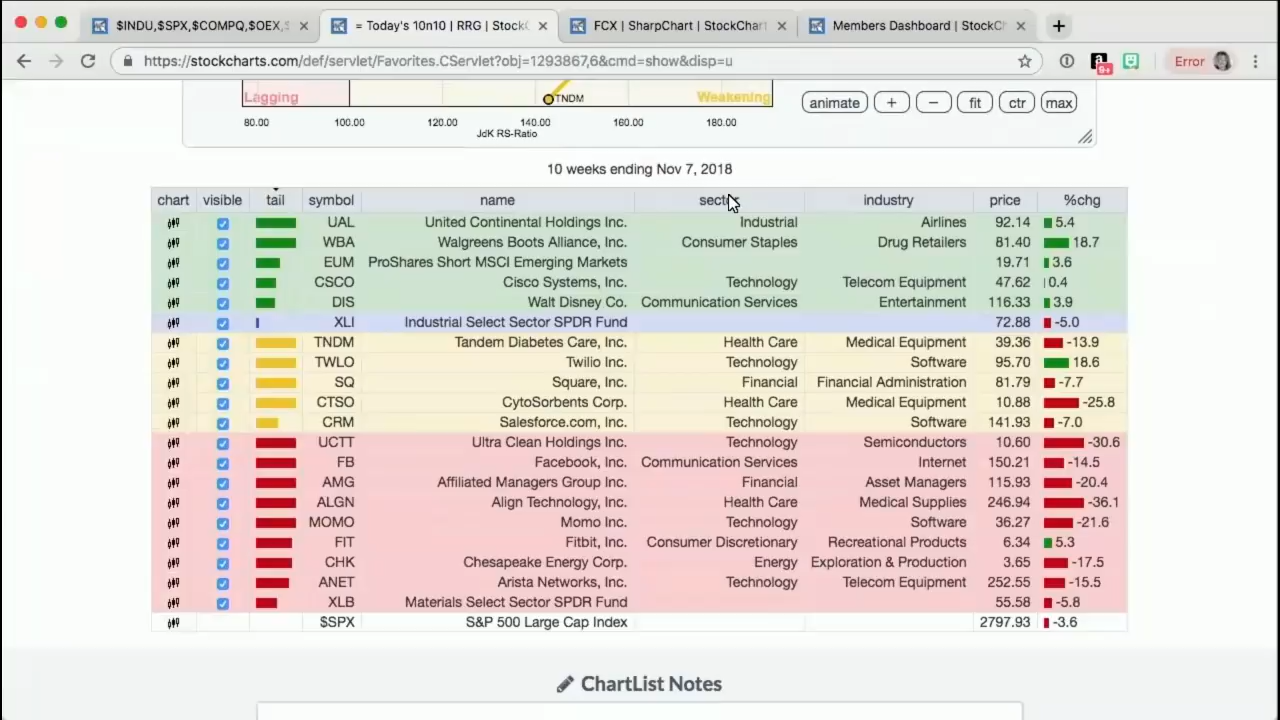 $INDU,$SPX,$COMPQ,$OEX,$
= Today's 10n10 | RRG | StockC
FCX | SharpChart | StockChart
Members Dashboard | StockCh
https://stockcharts.com/def/servlet/Favorites.CServlet?obj=1293867,6&cmd=show&disp=u
9+
Error
Lagging
TNDM
Weakening
animate + − fit ctr max
80.00 100.00 120.00 140.00 160.00 180.00
JdK RS-Ratio
10 weeks ending Nov 7, 2018
chart visible tail symbol name sector industry price %chg
UAL United Continental Holdings Inc. Industrial Airlines 92.14 5.4
WBA Walgreens Boots Alliance, Inc. Consumer Staples Drug Retailers 81.40 18.7
EUM ProShares Short MSCI Emerging Markets 19.71 3.6
CSCO Cisco Systems, Inc. Technology Telecom Equipment 47.62 0.4
DIS Walt Disney Co. Communication Services Entertainment 116.33 3.9
XLI Industrial Select Sector SPDR Fund 72.88 -5.0
TNDM Tandem Diabetes Care, Inc. Health Care Medical Equipment 39.36 -13.9
TWLO Twilio Inc. Technology Software 95.70 18.6
SQ Square, Inc. Financial Financial Administration 81.79 -7.7
CTSO CytoSorbents Corp. Health Care Medical Equipment 10.88 -25.8
CRM Salesforce.com, Inc. Technology Software 141.93 -7.0
UCTT Ultra Clean Holdings Inc. Technology Semiconductors 10.60 -30.6
FB Facebook, Inc. Communication Services Internet 150.21 -14.5
AMG Affiliated Managers Group Inc. Financial Asset Managers 115.93 -20.4
ALGN Align Technology, Inc. Health Care Medical Supplies 246.94 -36.1
MOMO Momo Inc. Technology Software 36.27 -21.6
FIT Fitbit, Inc. Consumer Discretionary Recreational Products 6.34 5.3
CHK Chesapeake Energy Corp. Energy Exploration & Production 3.65 -17.5
ANET Arista Networks, Inc. Technology Telecom Equipment 252.55 -15.5
XLB Materials Select Sector SPDR Fund 55.58 -5.8
$SPX S&P 500 Large Cap Index 2797.93 -3.6
ChartList Notes